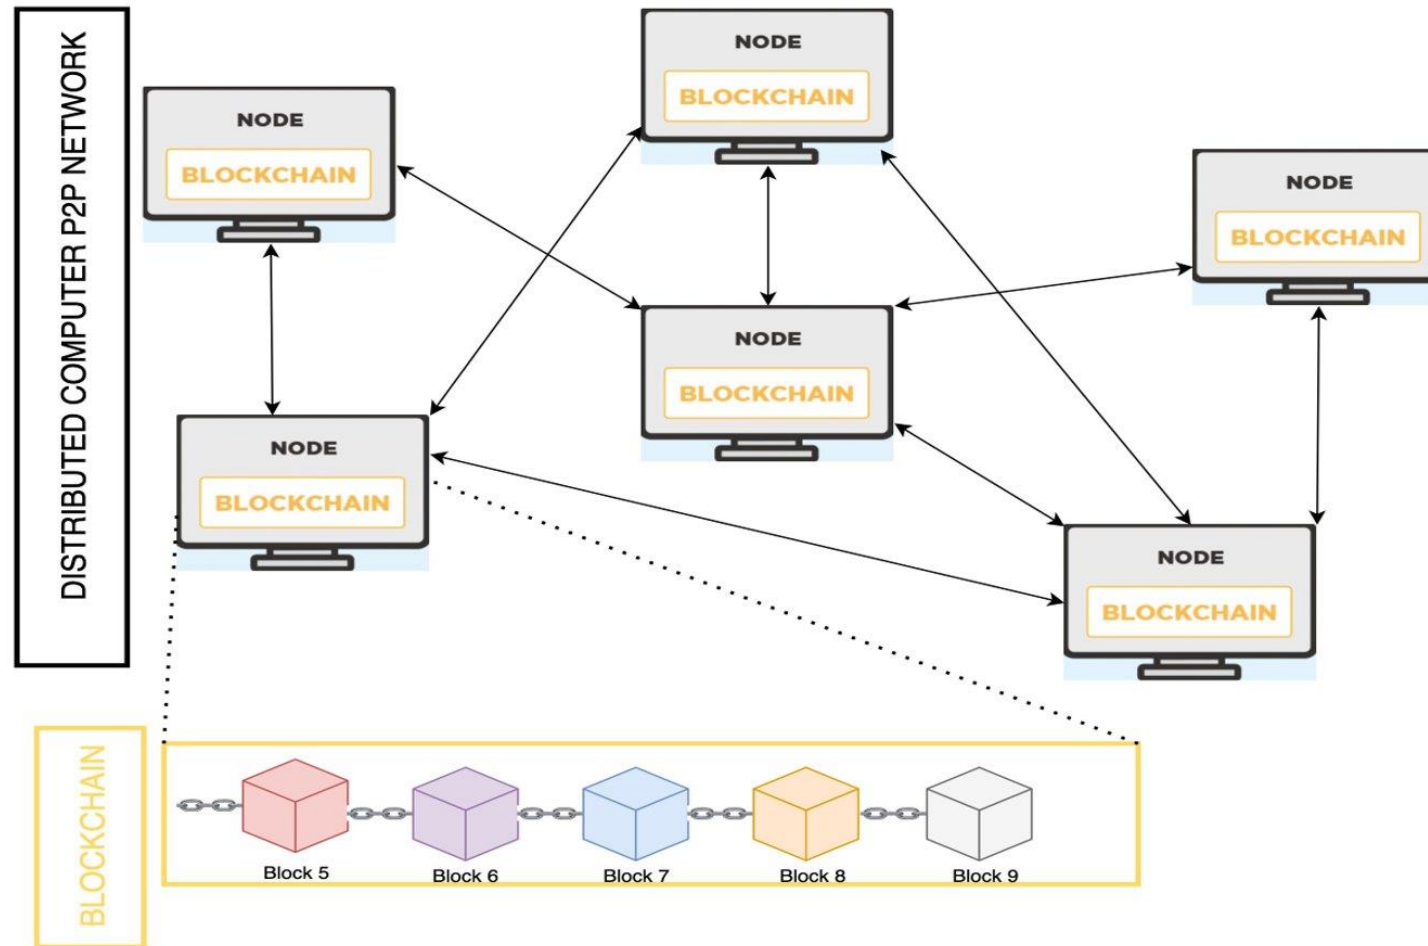 DISTRIBUTED COMPUTER P2P NETWORK
NODE
BLOCKCHAIN
NODE
BLOCKCHAIN
NODE
BLOCKCHAIN
NODE
BLOCKCHAIN
NODE
BLOCKCHAIN
NODE
BLOCKCHAIN
BLOCKCHAIN
Block 5
Block 6
Block 7
Block 8
Block 9